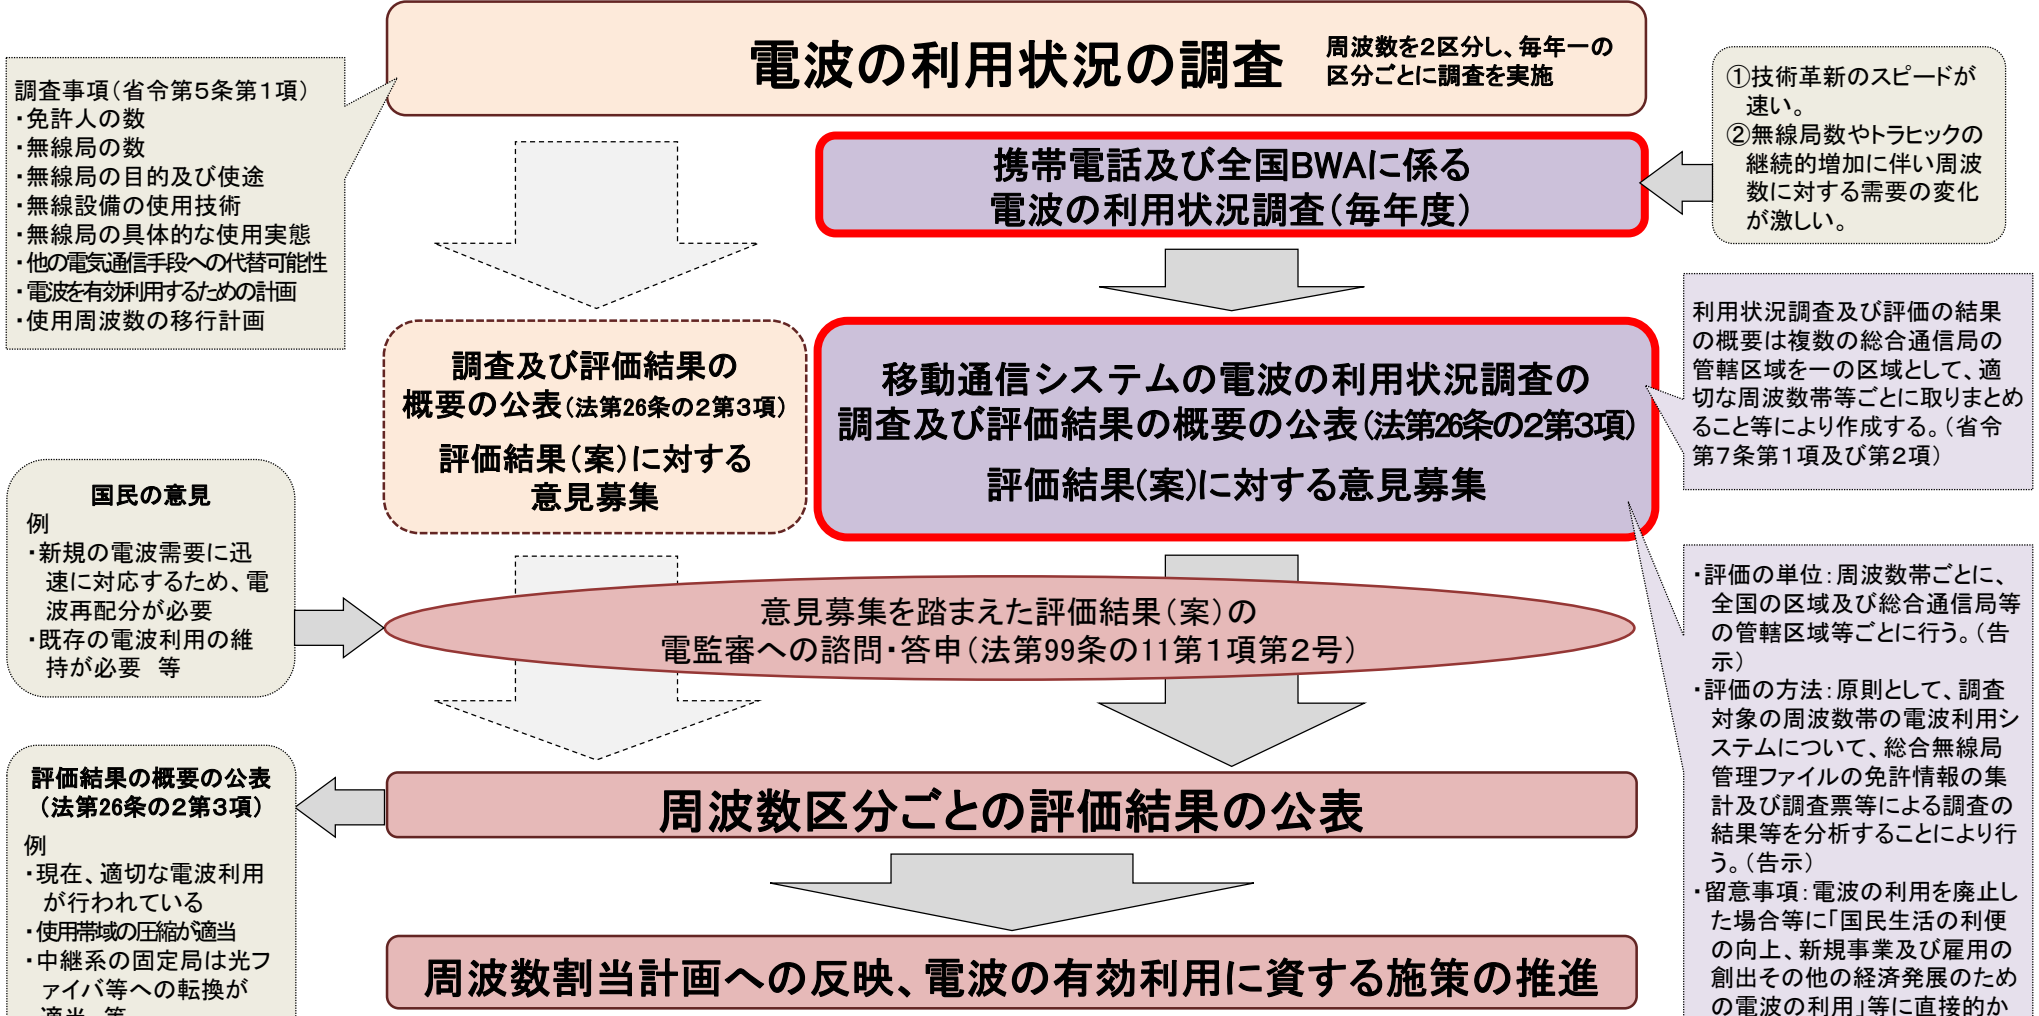 電波の利用状況の調査
周波数を2区分し、毎年一の
区分ごとに調査を実施
調査事項(省令第5条第1項)
・免許人の数
・無線局の数
・無線局の目的及び使途
・無線設備の使用技術
・無線局の具体的な使用実態
・他の電気通信手段への代替可能性
・電波を有効利用するための計画
・使用周波数の移行計画
携帯電話及び全国BWAに係る
電波の利用状況調査(毎年度)
①技術革新のスピードが
速い。
②無線局数やトラヒックの
継続的増加に伴い周波
数に対する需要の変化
が激しい。
調査及び評価結果の
概要の公表(法第26条の2第3項)
評価結果(案)に対する
意見募集
移動通信システムの電波の利用状況調査の
調査及び評価結果の概要の公表(法第26条の2第3項)
評価結果(案)に対する意見募集
利用状況調査及び評価の結果
の概要は複数の総合通信局の
管轄区域を一の区域として、適
切な周波数帯等ごとに取りまとめ
ること等により作成する。(省令
第7条第1項及び第2項)
国民の意見
例
・新規の電波需要に迅
速に対応するため、電
波再配分が必要
・既存の電波利用の維
持が必要 等
意見募集を踏まえた評価結果(案)の
電監審への諮問・答申(法第99条の11第1項第2号)
・評価の単位:周波数帯ごとに、
全国の区域及び総合通信局等
の管轄区域等ごとに行う。(告
示)
・評価の方法:原則として、調査
対象の周波数帯の電波利用シ
ステムについて、総合無線局
管理ファイルの免許情報の集
計及び調査票等による調査の
結果等を分析することにより行
う。(告示)
・留意事項:電波の利用を廃止し
た場合等に「国民生活の利便
の向上、新規事業及び雇用の
創出その他の経済発展のため
の電波の利用」等に直接的か
周波数区分ごとの評価結果の公表
評価結果の概要の公表
(法第26条の2第3項)
例
・現在、適切な電波利用
が行われている
・使用帯域の圧縮が適当
・中継系の固定局は光フ
ァイバ等への転換が
適当 等
周波数割当計画への反映、電波の有効利用に資する施策の推進